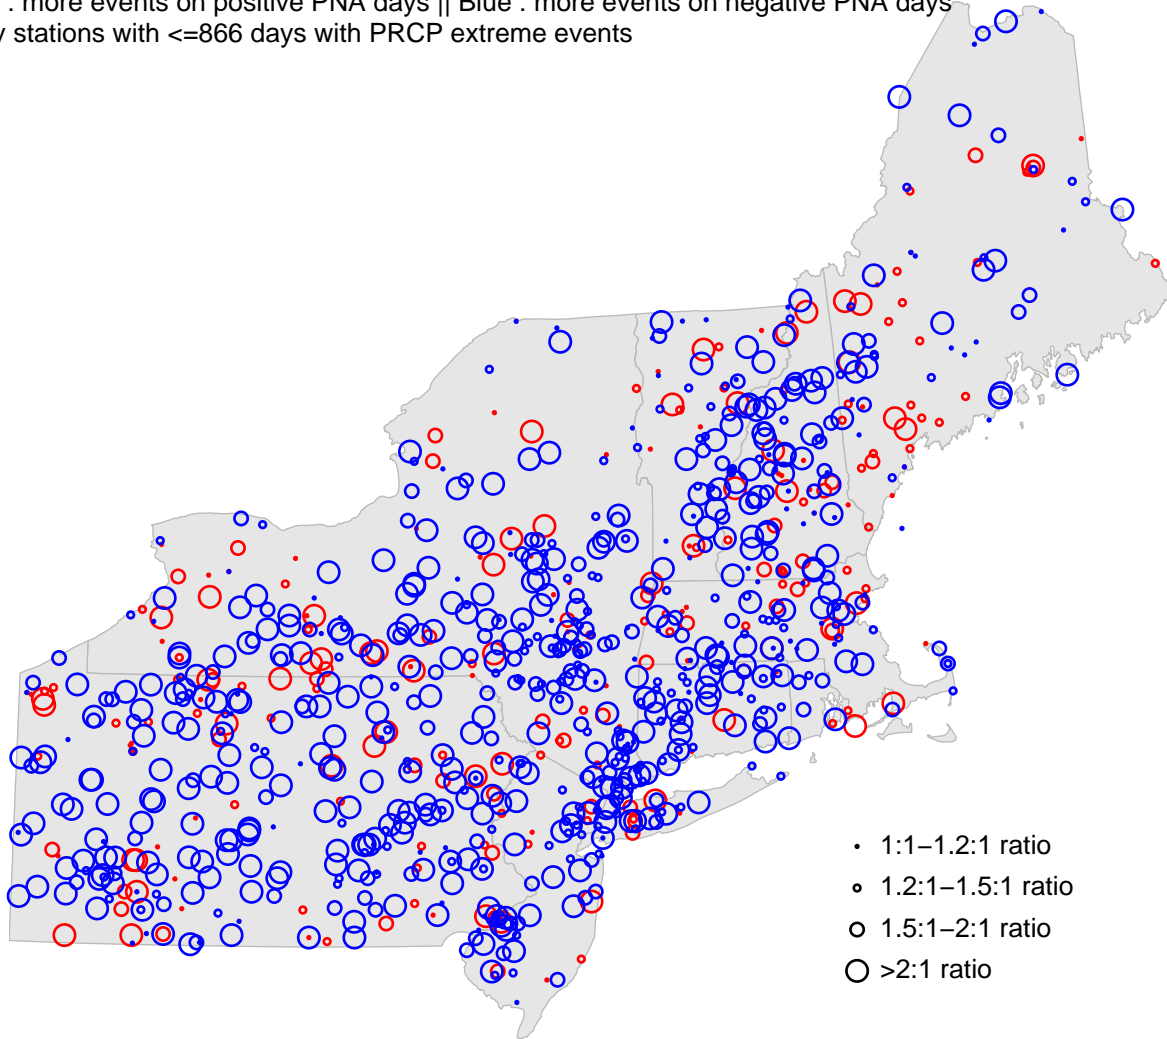 : more events on positive PNA days || Blue : more events on negative PNA days
stations with <=866 days with PRCP extreme events
1:1−1.2:1 ratio
1.2:1−1.5:1 ratio
1.5:1−2:1 ratio
>2:1 ratio